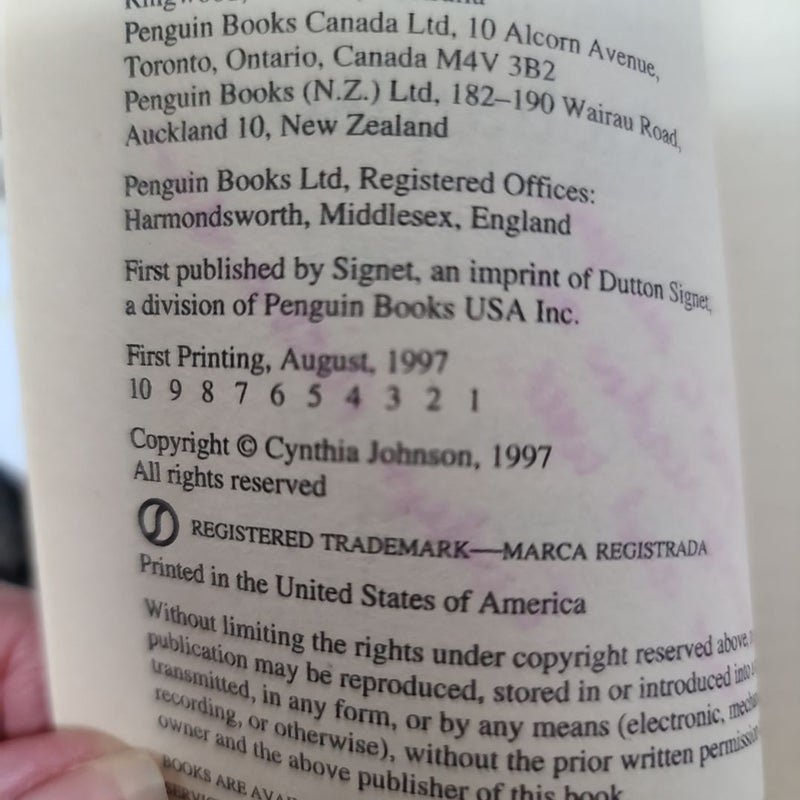 Penguin Books Canada Ltd, 10 Alcorn Avenue,
Toronto, Ontario, Canada M4V 3B2
Penguin Books (N.Z.) Ltd, 182–190 Wairau Road,
Auckland 10, New Zealand
Penguin Books Ltd, Registered Offices:
Harmondsworth, Middlesex, England
First published by Signet, an imprint of Dutton Signet,
a division of Penguin Books USA Inc.
First Printing, August, 1997
10 9 8 7 6 5 4 3 2 1
Copyright © Cynthia Johnson, 1997
All rights reserved
REGISTERED TRADEMARK—MARCA REGISTRADA
Printed in the United States of America
Without limiting the rights under copyright reserved above,
publication may be reproduced, stored in or introduced into
transmitted, in any form, or by any means (electronic,
recording, or otherwise), without the prior written permission
owner and the above publisher of this book
BOOKS ARE